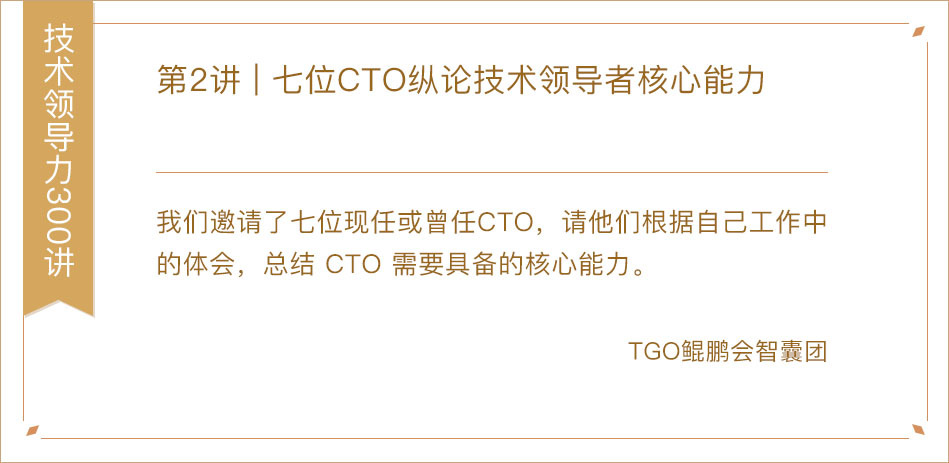 技术领导力300讲
第2讲 | 七位CTO纵论技术领导者核心能力
我们邀请了七位现任或曾任CTO，请他们根据自己工作中
的体会，总结 CTO 需要具备的核心能力。
TGO鲲鹏会智囊团